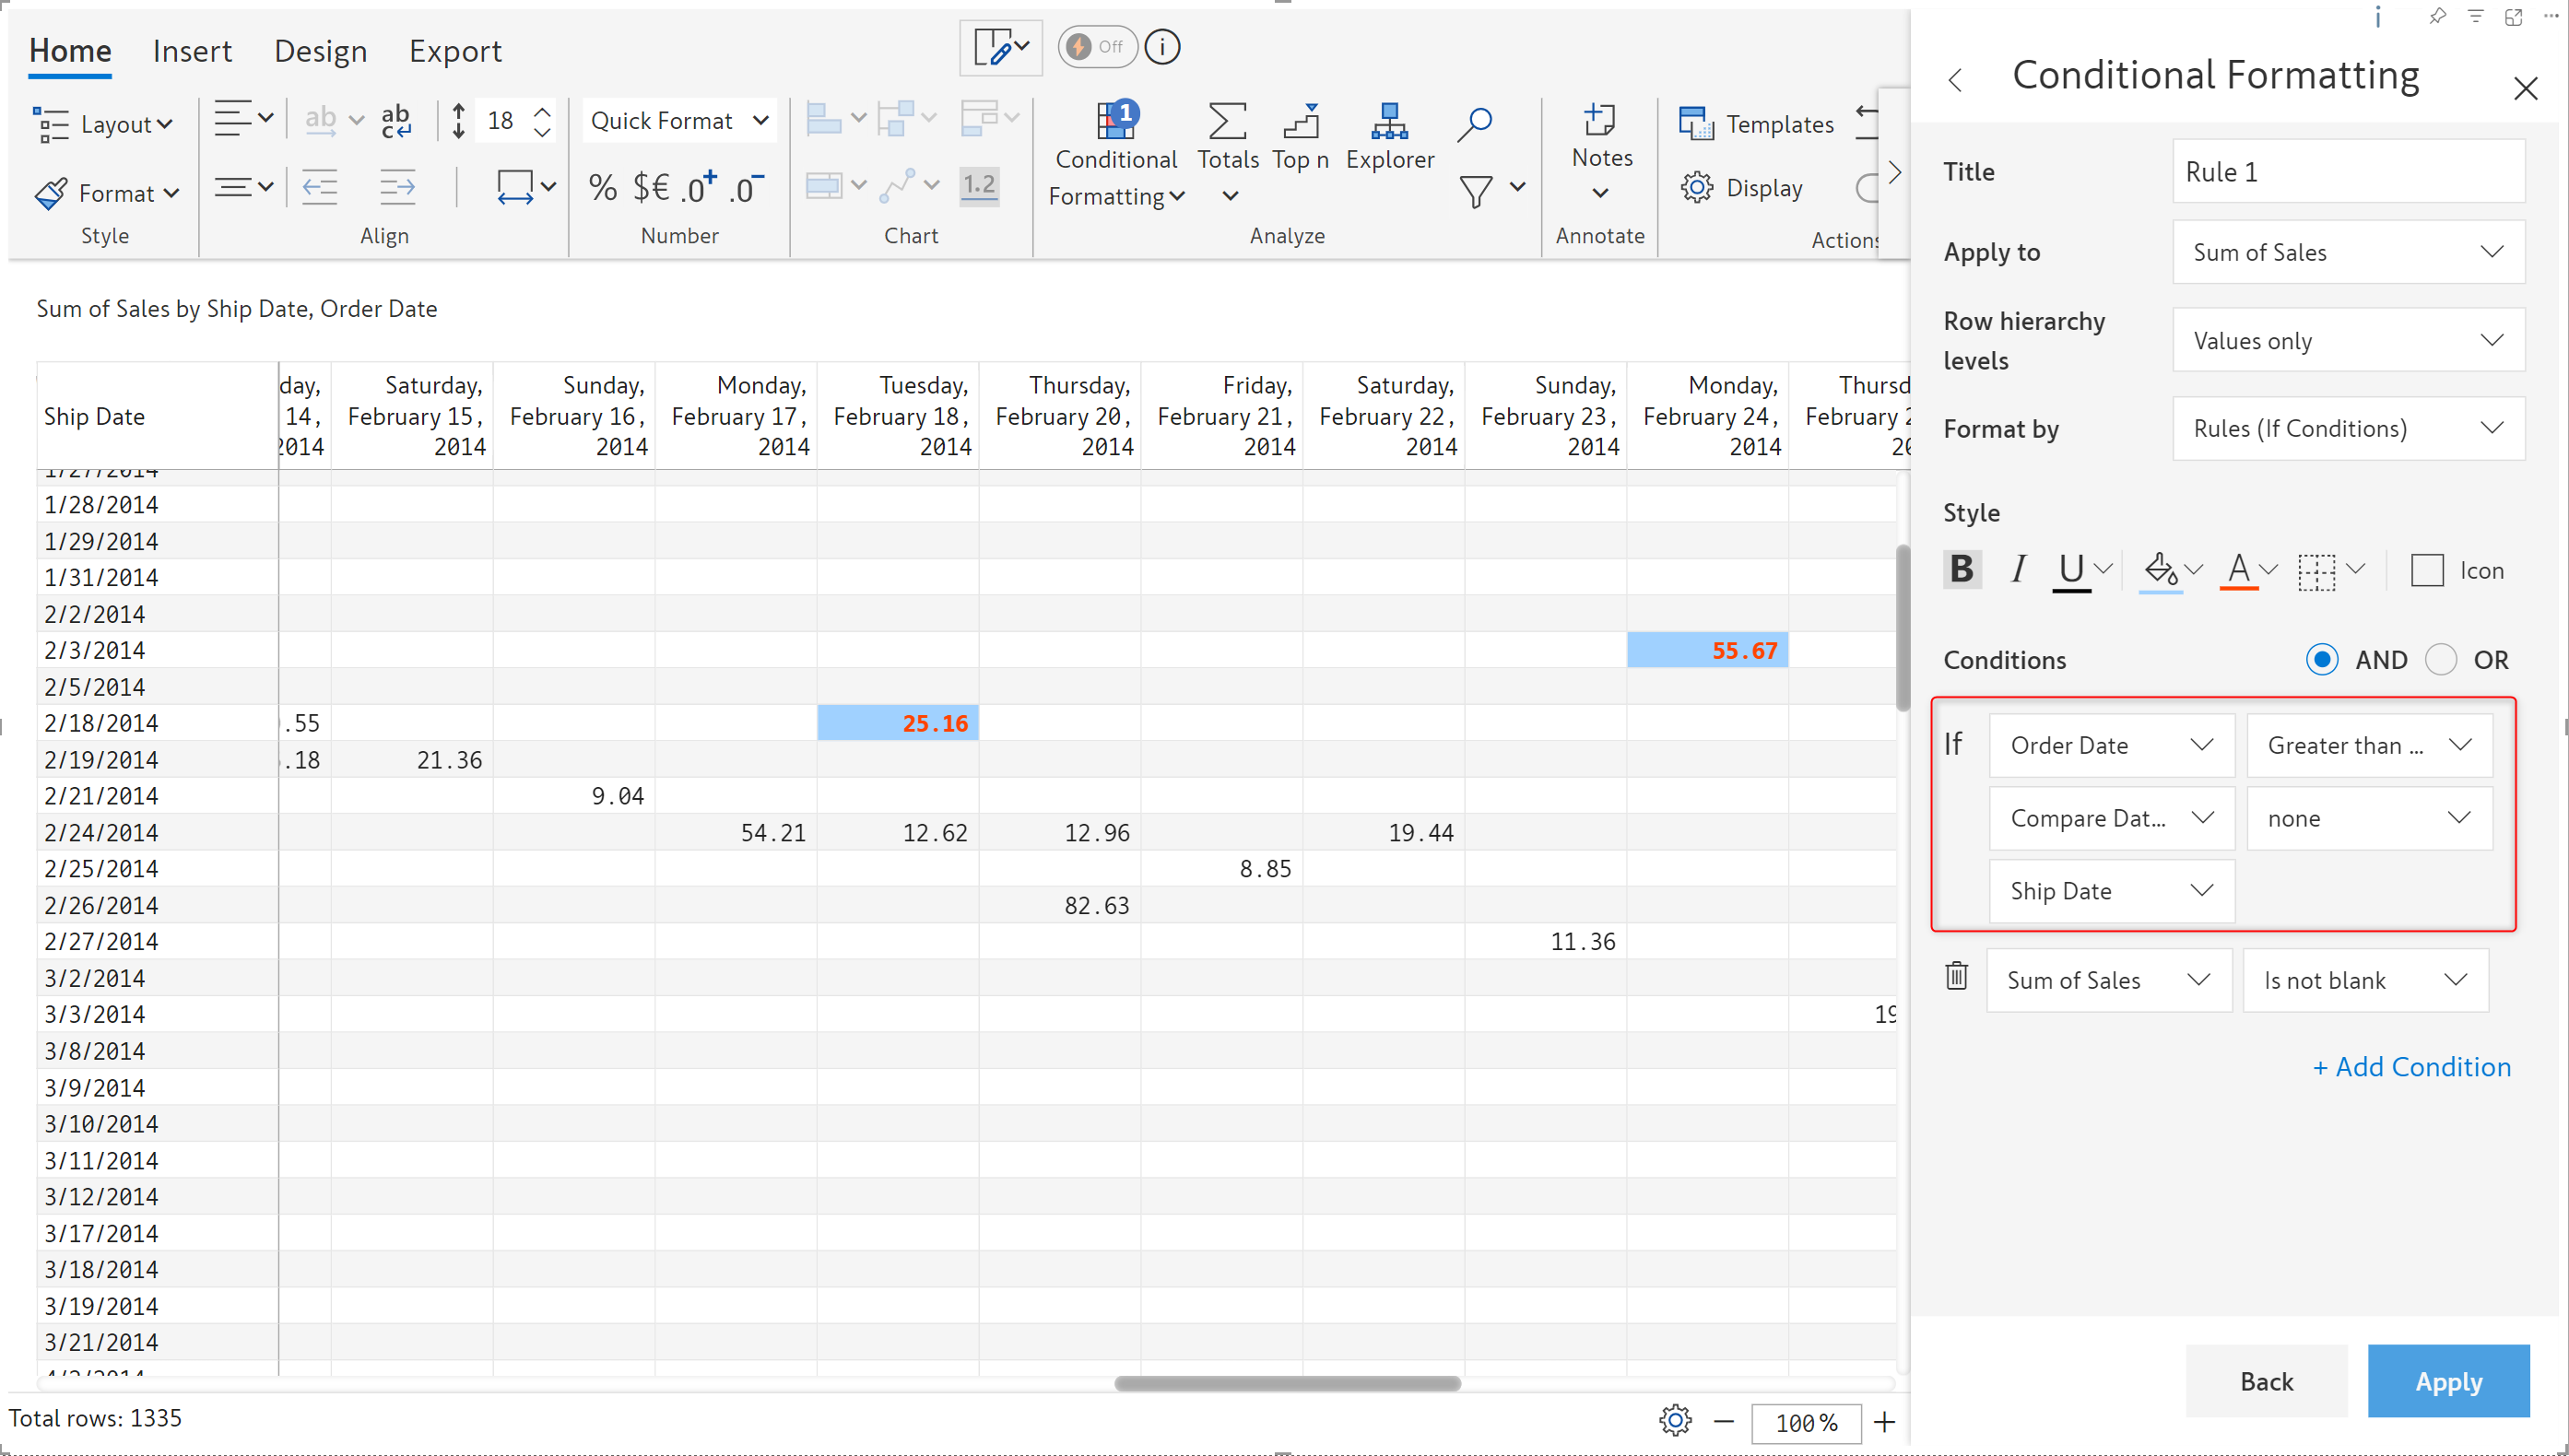 Home Insert Design Export
Off
Layout
Format
Style
ab
ab
c
18
Align
Quick Format
% $€ .0+ .0−
Number
1.2
Chart
1
Conditional
Formatting
Totals
Top n
Explorer
Analyze
Notes
Annotate
Templates
Display
Action
Sum of Sales by Ship Date, Order Date
Ship Date
day, 14, 2014
Saturday, February 15, 2014
Sunday, February 16, 2014
Monday, February 17, 2014
Tuesday, February 18, 2014
Thursday, February 20, 2014
Friday, February 21, 2014
Saturday, February 22, 2014
Sunday, February 23, 2014
Monday, February 24, 2014
Thursd February 2
1/27/2014
1/28/2014
1/29/2014
1/31/2014
2/2/2014
2/3/2014 55.67
2/5/2014
2/18/2014 .55 25.16
2/19/2014 .18 21.36
2/21/2014 9.04
2/24/2014 54.21 12.62 12.96 19.44
2/25/2014 8.85
2/26/2014 82.63
2/27/2014 11.36
3/2/2014
3/3/2014 19
3/8/2014
3/9/2014
3/10/2014
3/11/2014
3/12/2014
3/17/2014
3/18/2014
3/19/2014
3/21/2014
Total rows: 1335
100%
Conditional Formatting
Title Rule 1
Apply to Sum of Sales
Row hierarchy levels Values only
Format by Rules (If Conditions)
Style
B I U A Icon
Conditions AND OR
If Order Date Greater than ...
Compare Dat... none
Ship Date
Sum of Sales Is not blank
+ Add Condition
Back Apply